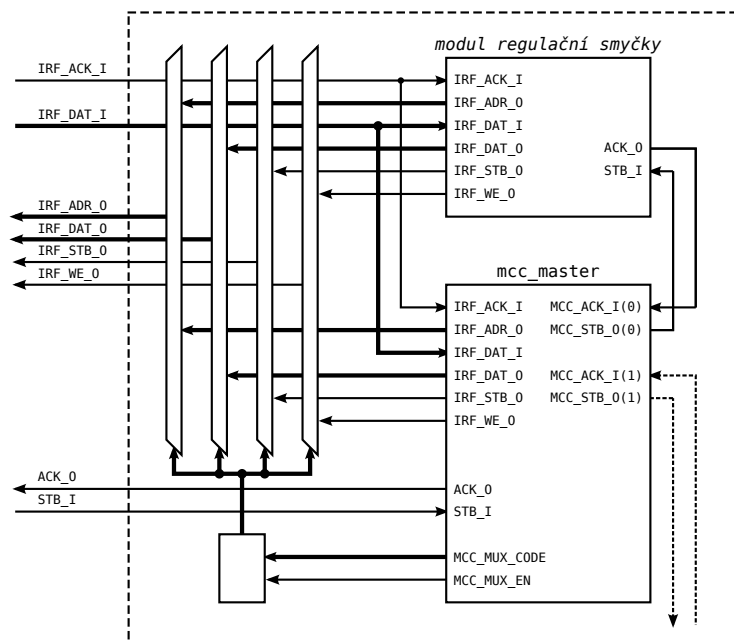 modul regulační smyčky
IRF_ACK_I
IRF_DAT_I
IRF_ADR_O
IRF_DAT_O
IRF_STB_O
IRF_WE_O
ACK_O
STB_I
IRF_ACK_I
IRF_ADR_O
IRF_DAT_I
IRF_DAT_O
IRF_STB_O
IRF_WE_O
ACK_O
STB_I
mcc_master
IRF_ACK_I
IRF_ADR_O
IRF_DAT_I
IRF_DAT_O
IRF_STB_O
IRF_WE_O
MCC_ACK_I(0)
MCC_STB_O(0)
MCC_ACK_I(1)
MCC_STB_O(1)
ACK_O
STB_I
MCC_MUX_CODE
MCC_MUX_EN